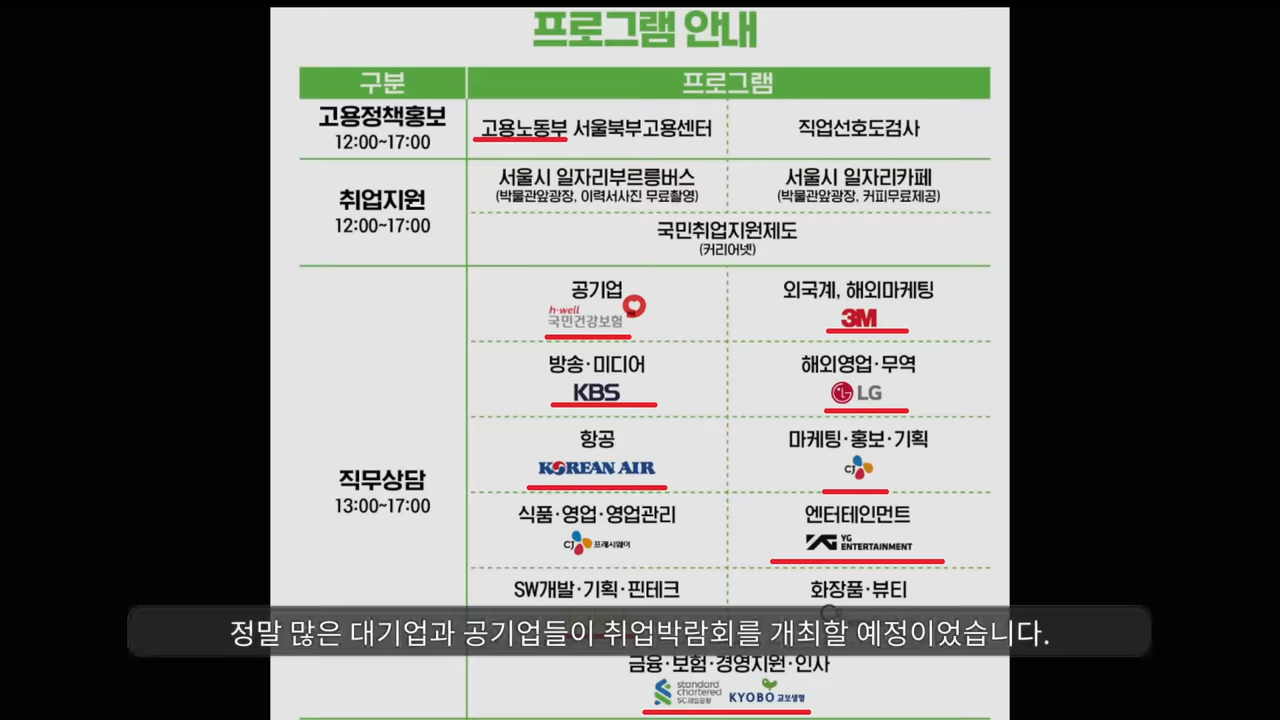 프로그램 안내
구분
프로그램
고용정책홍보
12:00~17:00
고용노동부 서울북부고용센터
직업선호도검사
취업지원
12:00~17:00
서울시 일자리부르릉버스
(박물관앞광장, 이력서사진 무료촬영)
서울시 일자리카페
(박물관앞광장, 커피무료제공)
국민취업지원제도
(커리어넷)
직무상담
13:00~17:00
공기업
h·well
국민건강보험
외국계, 해외마케팅
3M
방송·미디어
KBS
해외영업·무역
LG
항공
KOREAN AIR
마케팅·홍보·기획
CJ
식품·영업·영업관리
CJ 프레시웨이
엔터테인먼트
YG
ENTERTAINMENT
SW개발·기획·핀테크
화장품·뷰티
정말 많은 대기업과 공기업들이 취업박람회를 개최할 예정이었습니다.
금융·보험·경영지원·인사
standard
chartered
SC제일은행
KYOBO 교보생명